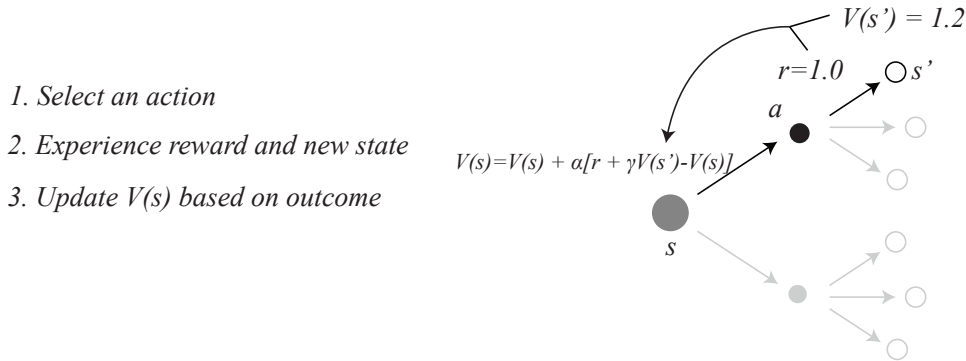 1. Select an action
2. Experience reward and new state
3. Update V(s) based on outcome
V(s’) = 1.2
r=1.0
s’
a
V(s)=V(s) + α[r + γV(s’)-V(s)]
s